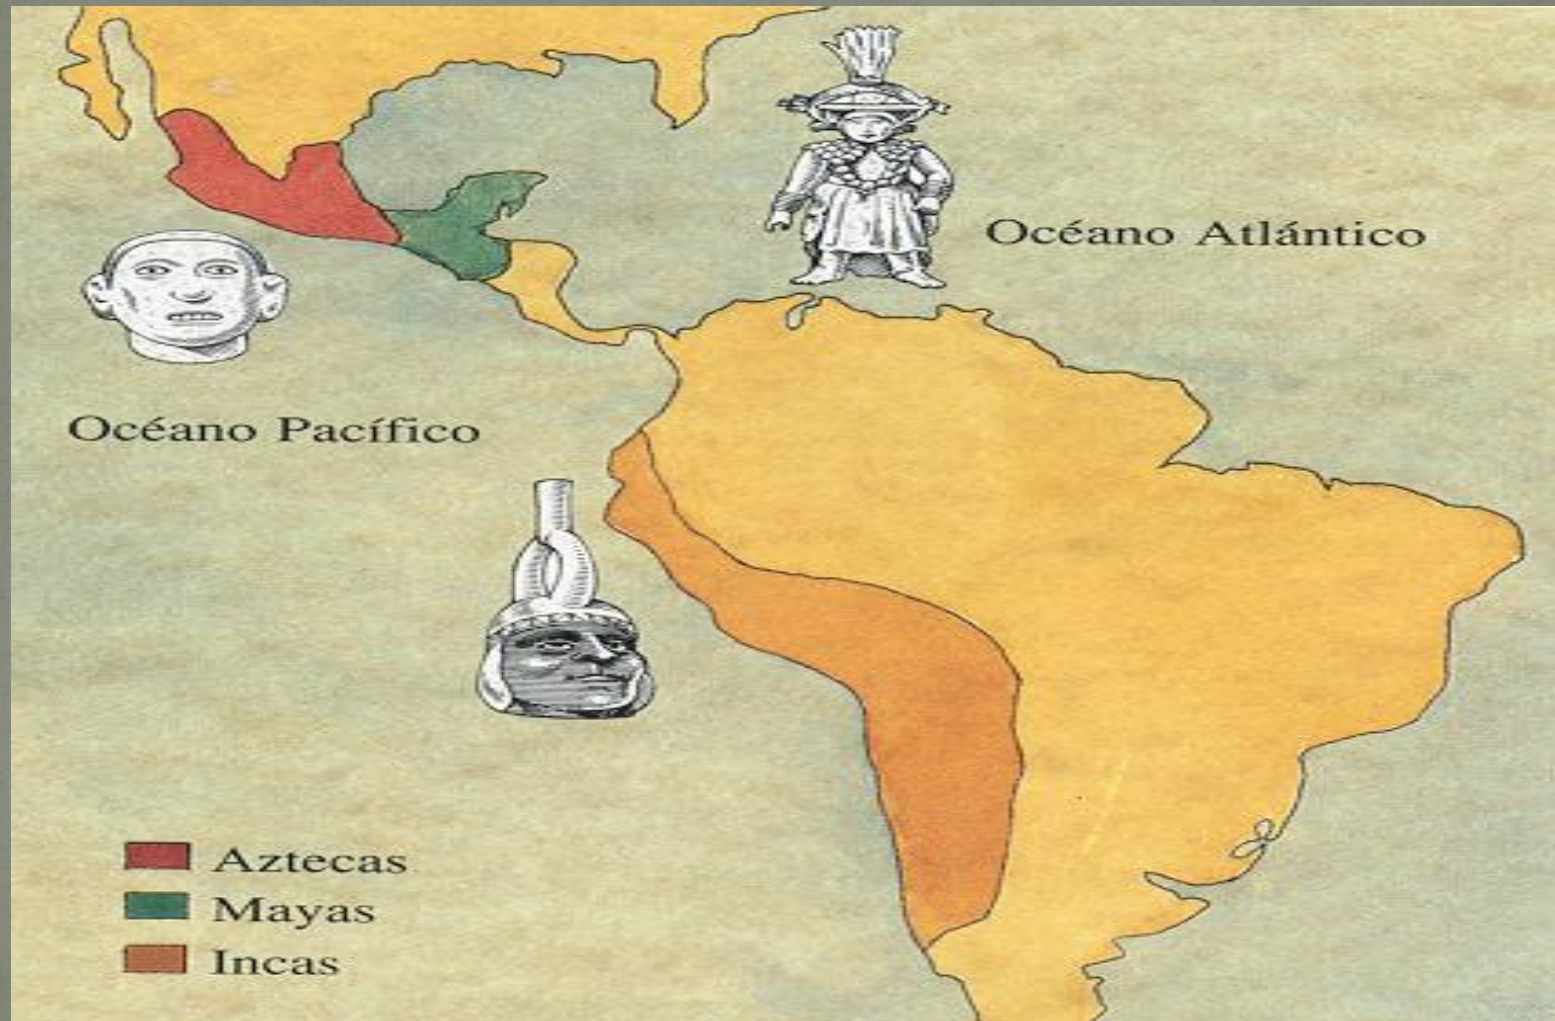 Océano Atlántico
Océano Pacífico
Aztecas
Mayas
Incas